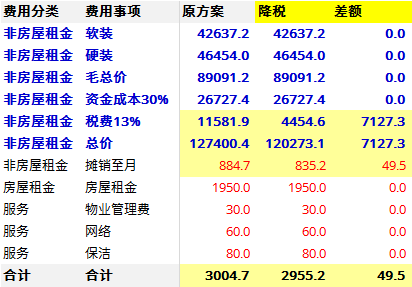 费用分类 费用事项 原方案 降税 差额
非房屋租金 软装 42637.2 42637.2 0.0
非房屋租金 硬装 46454.0 46454.0 0.0
非房屋租金 毛总价 89091.2 89091.2 0.0
非房屋租金 资金成本30% 26727.4 26727.4 0.0
非房屋租金 税费13% 11581.9 4454.6 7127.3
非房屋租金 总价 127400.4 120273.1 7127.3
非房屋租金 摊销至月 884.7 835.2 49.5
房屋租金 房屋租金 1950.0 1950.0 0.0
服务 物业管理费 30.0 30.0 0.0
服务 网络 60.0 60.0 0.0
服务 保洁 80.0 80.0 0.0
合计 合计 3004.7 2955.2 49.5